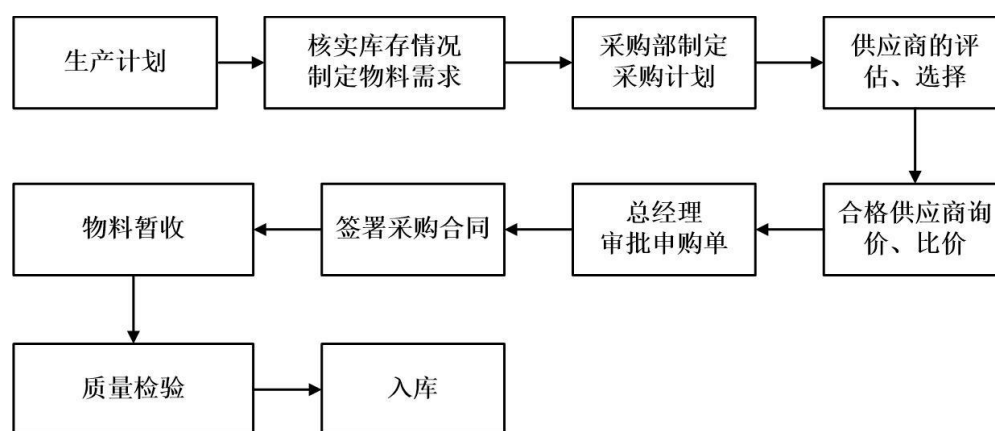 生产计划
核实库存情况
制定物料需求
采购部制定
采购计划
供应商的评
估、选择
合格供应商询
价、比价
总经理
审批申购单
签署采购合同
物料暂收
质量检验
入库